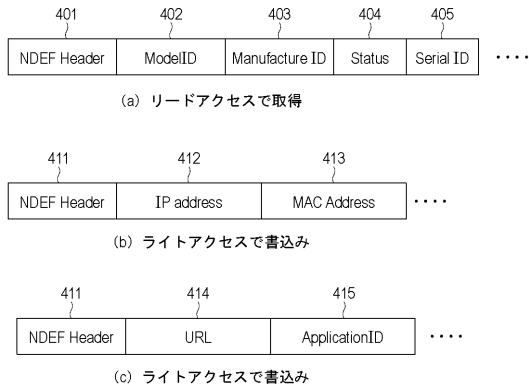 401 402 403 404 405
NDEF Header ModelID Manufacture ID Status Serial ID ････
(a) リードアクセスで取得
411 412 413
NDEF Header IP address MAC Address ････
(b) ライトアクセスで書込み
411 414 415
NDEF Header URL ApplicationID ････
(c) ライトアクセスで書込み